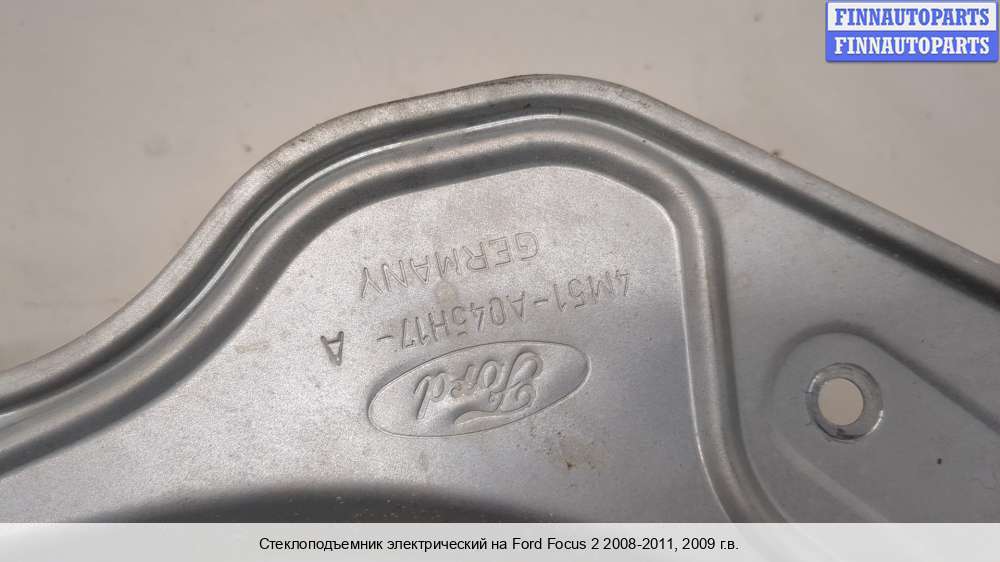 FINNAUTOPARTS
FINNAUTOPARTS
Ford
4M51-A045H17-A
GERMANY
Стеклоподъемник электрический на Ford Focus 2 2008-2011, 2009 г.в.